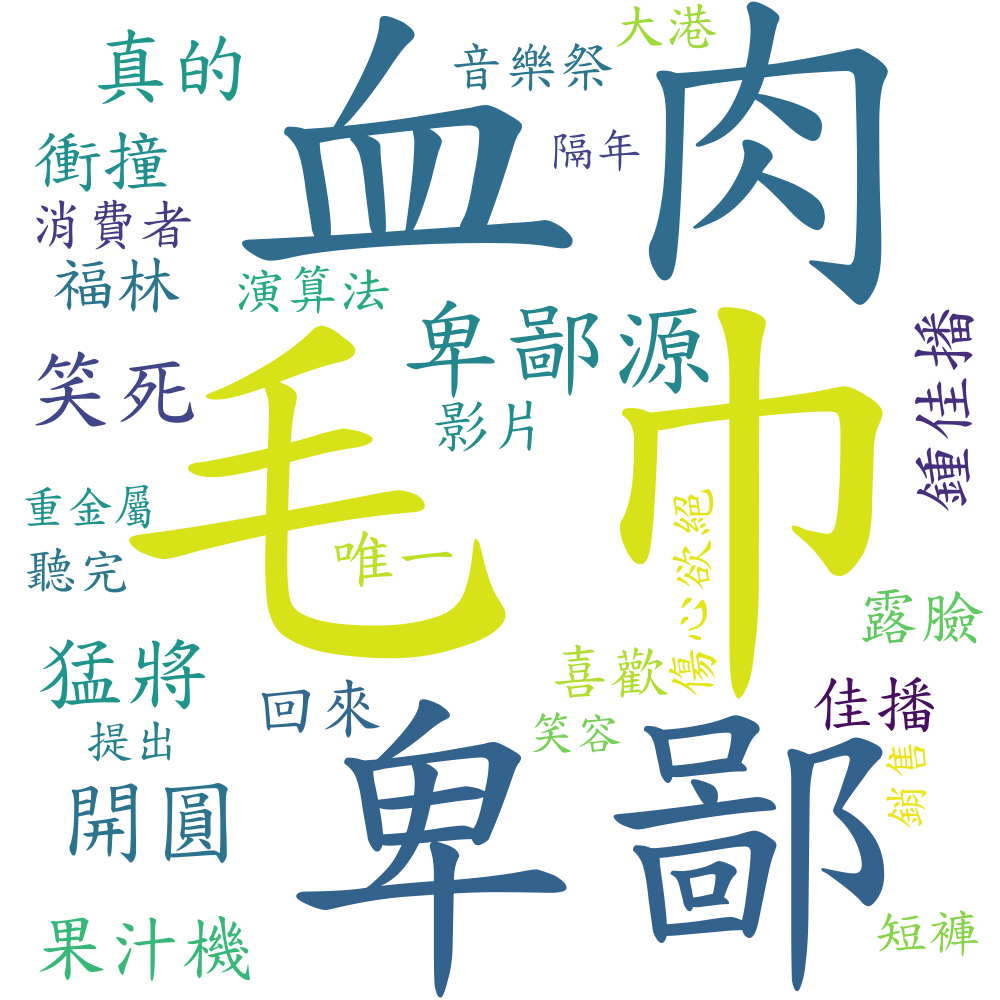 真的
音樂祭
大港
血肉
衝撞
隔年
消費者
福林
演算法
卑鄙源
鍾佳播
笑死
毛巾
影片
重金屬
聽完
唯一
傷心欲絕
露臉
猛將
喜歡
回來
佳播
提出
笑容
開圓
卑鄙
銷售
果汁機
短褲